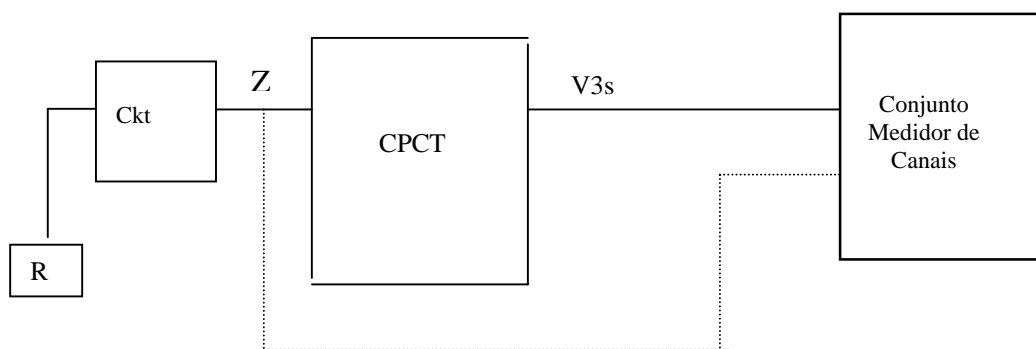 Z
V3s
Ckt
CPCT
Conjunto
Medidor de
Canais
R